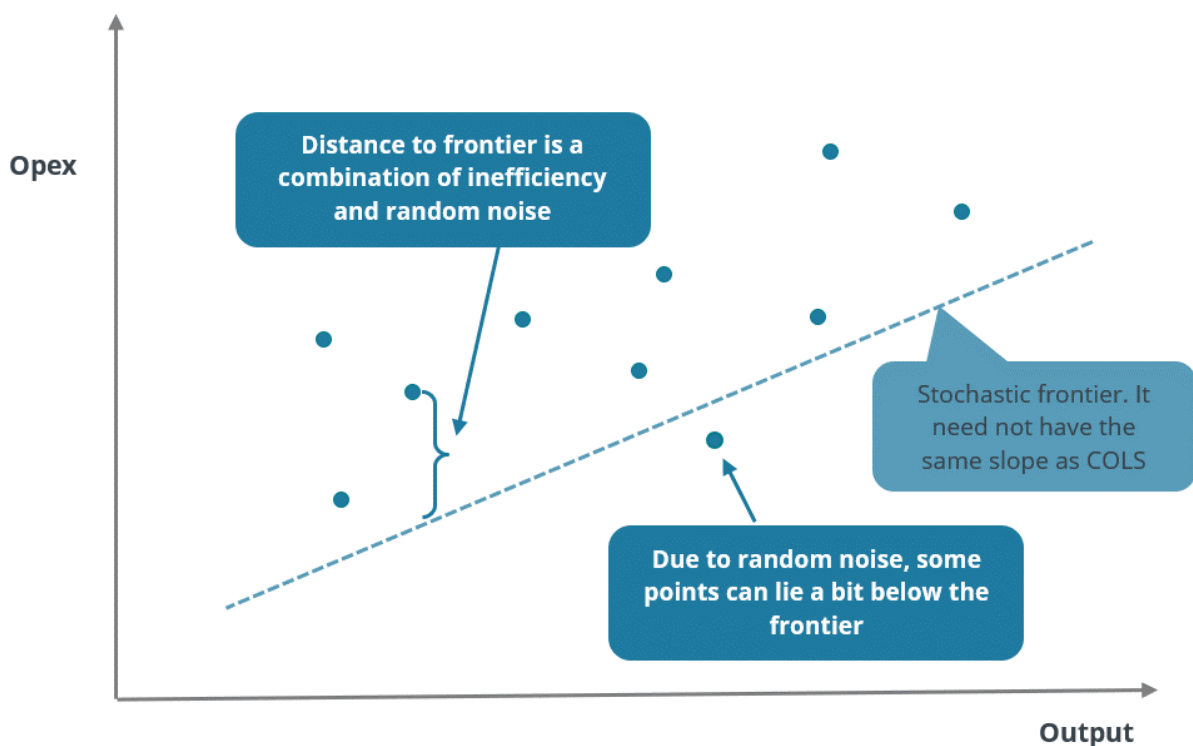 Opex
Distance to frontier is a
combination of inefficiency
and random noise
Stochastic frontier. It
need not have the
same slope as COLS
Due to random noise, some
points can lie a bit below the
frontier
Output